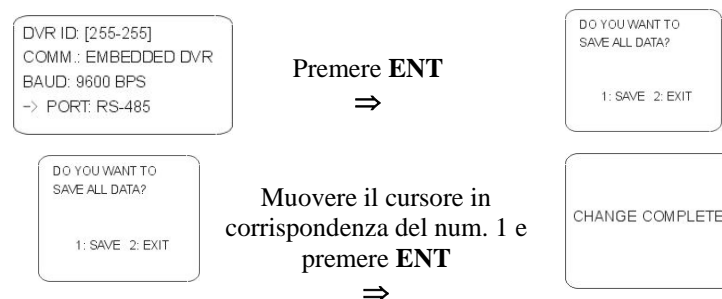 DVR ID: [255-255]
COMM.: EMBEDDED DVR
BAUD: 9600 BPS
-> PORT: RS-485
Premere ENT
⇒
DO YOU WANT TO
SAVE ALL DATA?
1: SAVE 2: EXIT
DO YOU WANT TO
SAVE ALL DATA?
1: SAVE 2: EXIT
Muovere il cursore in
corrispondenza del num. 1 e
premere ENT
⇒
CHANGE COMPLETE